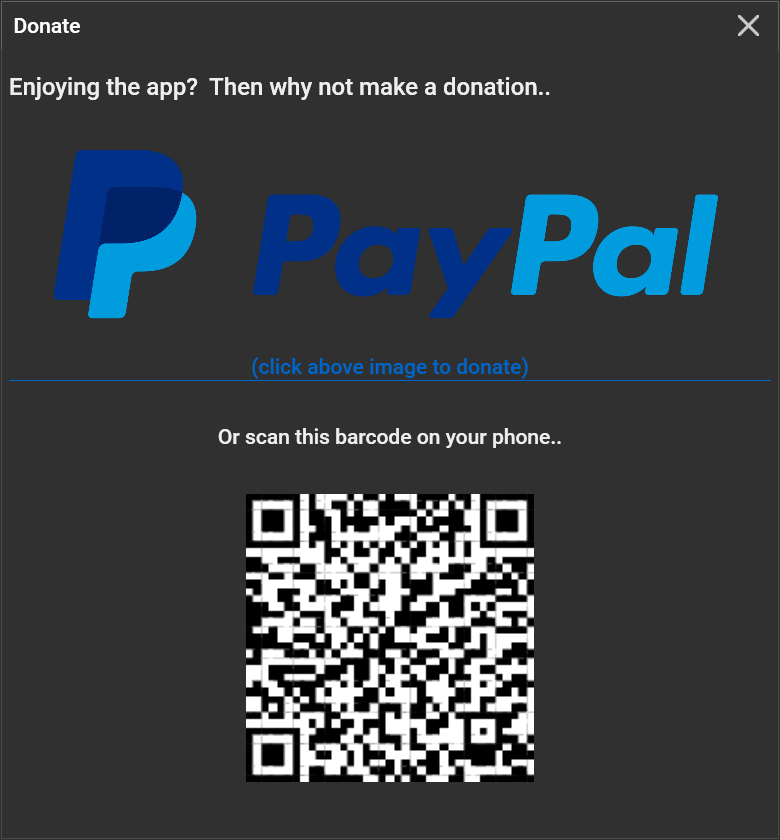 Donate
Enjoying the app?  Then why not make a donation..
PayPal
(click above image to donate)
Or scan this barcode on your phone..